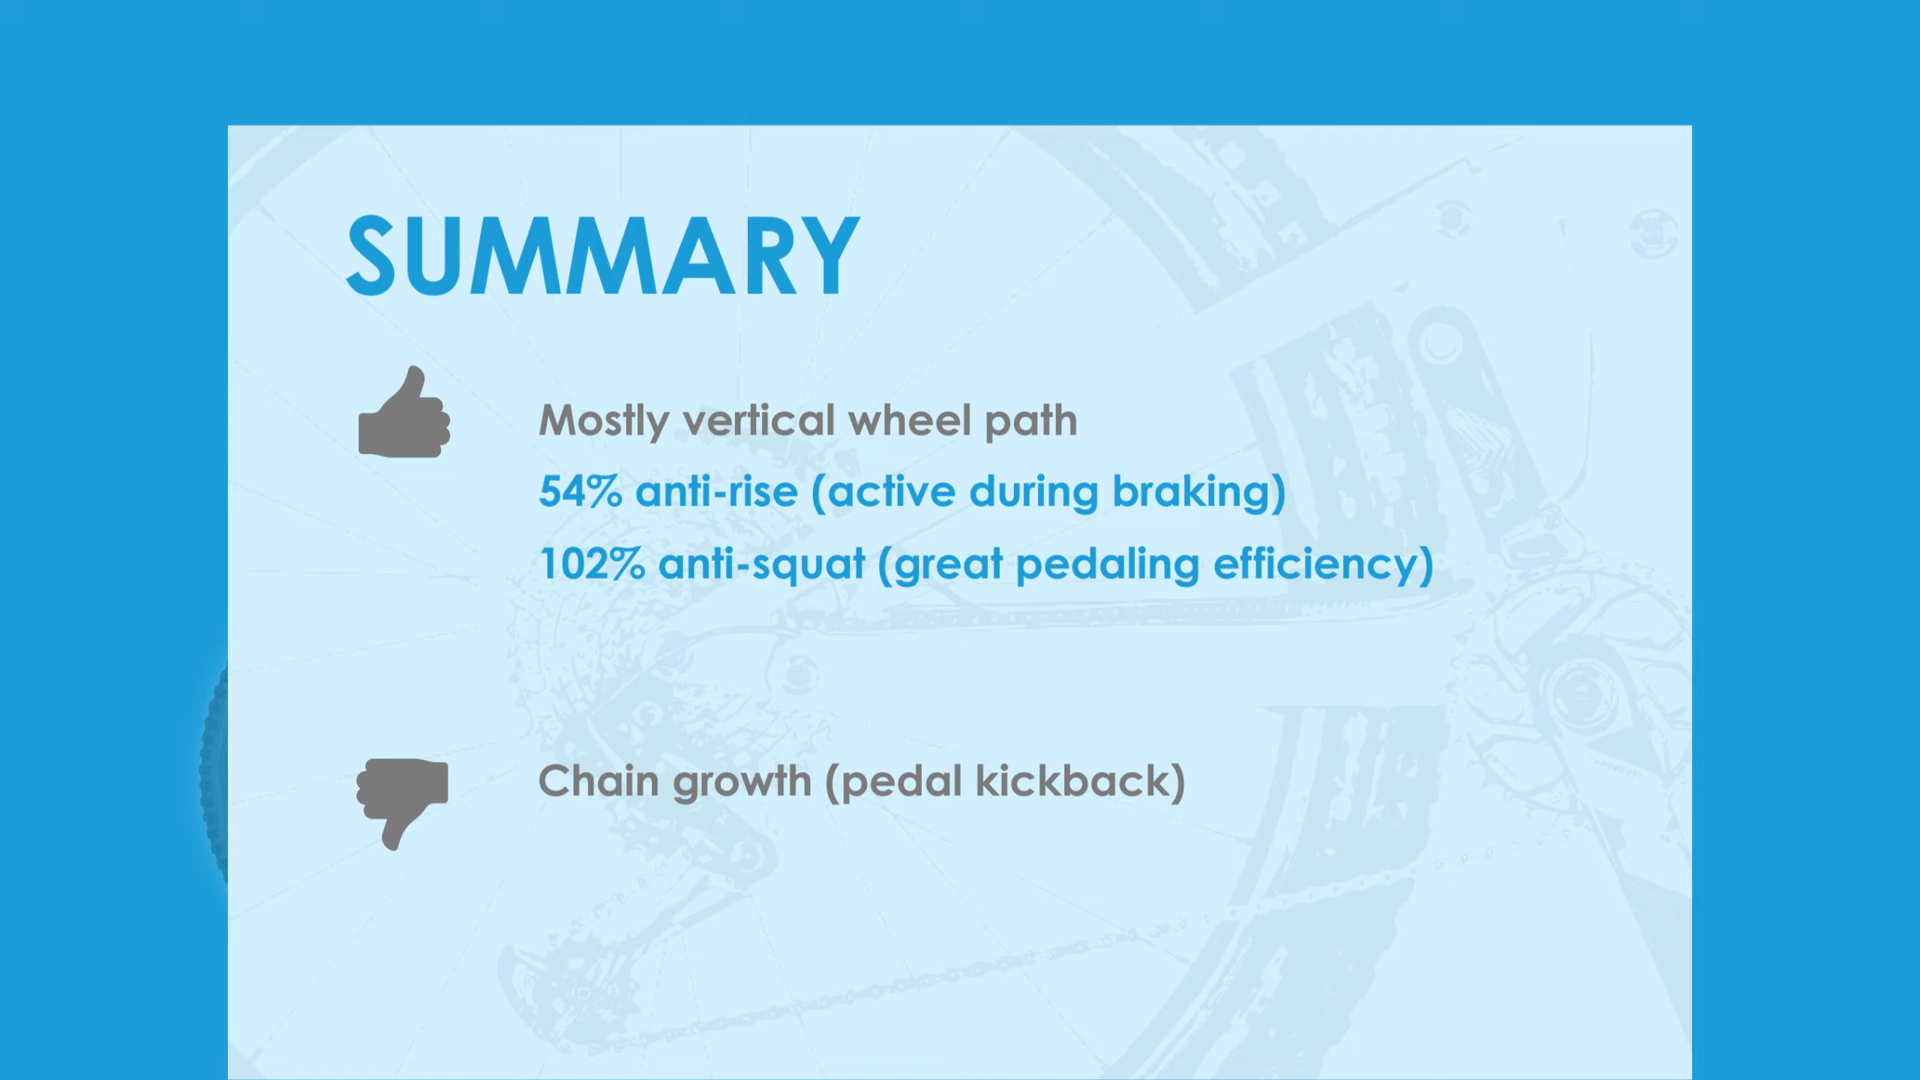 SUMMARY
Mostly vertical wheel path
54% anti-rise (active during braking)
102% anti-squat (great pedaling efficiency)
Chain growth (pedal kickback)